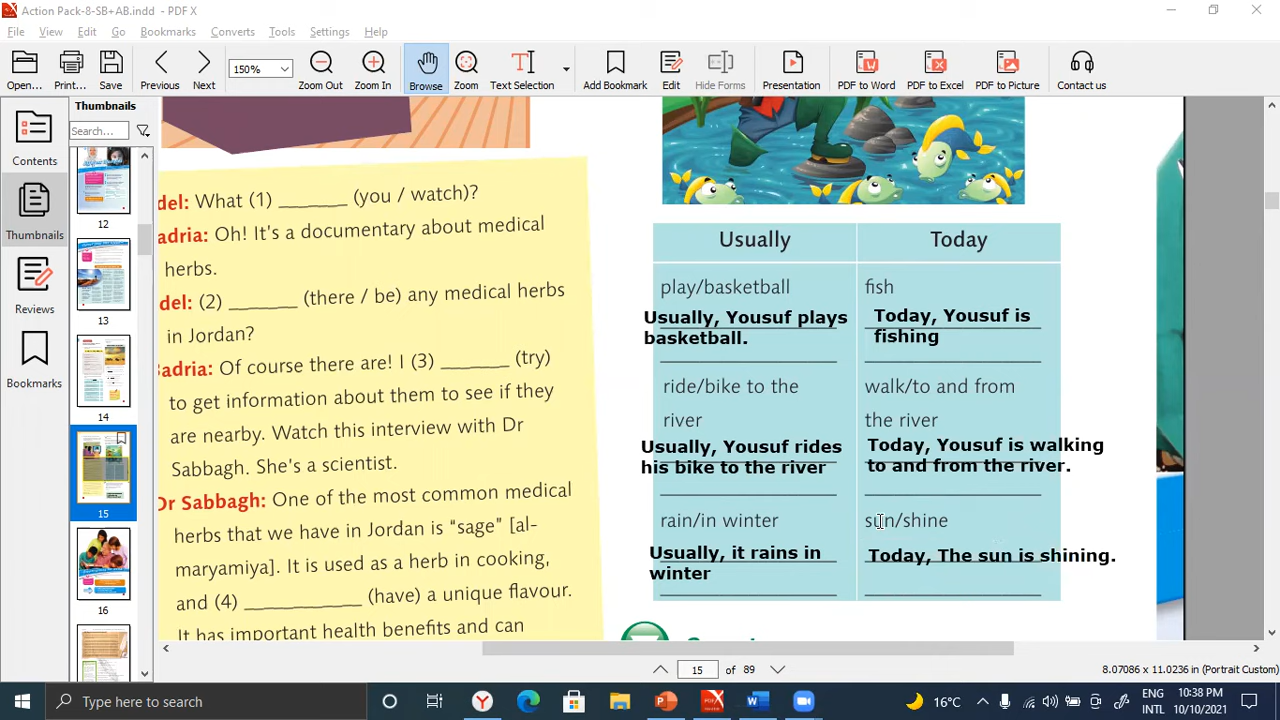 Action Pack-8-SB+AB.indd - PDF X
File View Edit Go Bookmarks Converts Tools Settings Help
Open... Print... Save Previous Next 150% Zoom Out Zoom In Browse Zoom Text Selection Add Bookmark Edit Hide Forms Presentation PDF to Word PDF to Excel PDF to Picture Contact us
Thumbnails
Search...
Contents
Thumbnails
Reviews
Bookmarks
12
13
14
15
16
del: What (1) _______ (you / watch)?
adria: Oh! It's a documentary about medical
herbs.
del: (2) _______ (there / be) any medical herbs
in Jordan?
adria: Of course there are! I (3) _______ (try)
to get information about them to see if they
are nearby. Watch this interview with Dr
Sabbagh. She's a scientist.
Dr Sabbagh: One of the most common medical
herbs that we have in Jordan is “sage” [al-
maryamiya]. It is used as a herb in cooking,
and (4) ____________ (have) a unique flavour.
It has important health benefits and can
Usually Today
play/basketball fish
Usually, Yousuf plays
basketball.
Today, Yousuf is
fishing
ride/bike to the
river
walk/to and from
the river
Usually, Yousuf rides
his bike to the river
Today, Yousuf is walking
to and from the river.
rain/in winter sun/shine
Usually, it rains in
winter
Today, The sun is shining.
15 of 89
8.07086 x 11.0236 in (Portrait Custom)
Type here to search
16°C
ENG
INTL
10:38 PM
10/10/2021